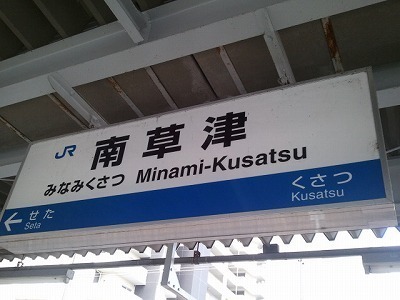 JR 南草津
みなみくさつ Minami-Kusatsu
← せた くさつ
Seta Kusatsu